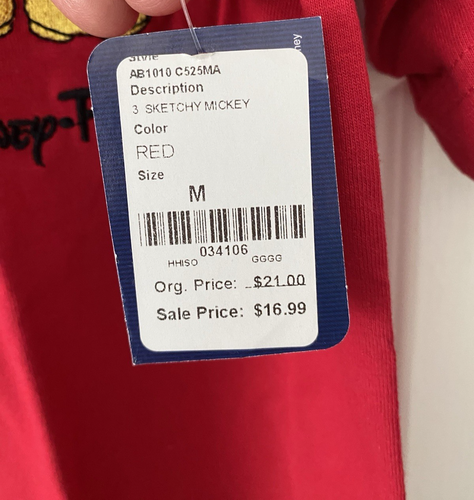 Style
AB1010 C525MA
Description
3 SKETCHY MICKEY
Color
RED
Size
M
034106
HHISO GGGG
Org. Price: $21.00
Sale Price: $16.99